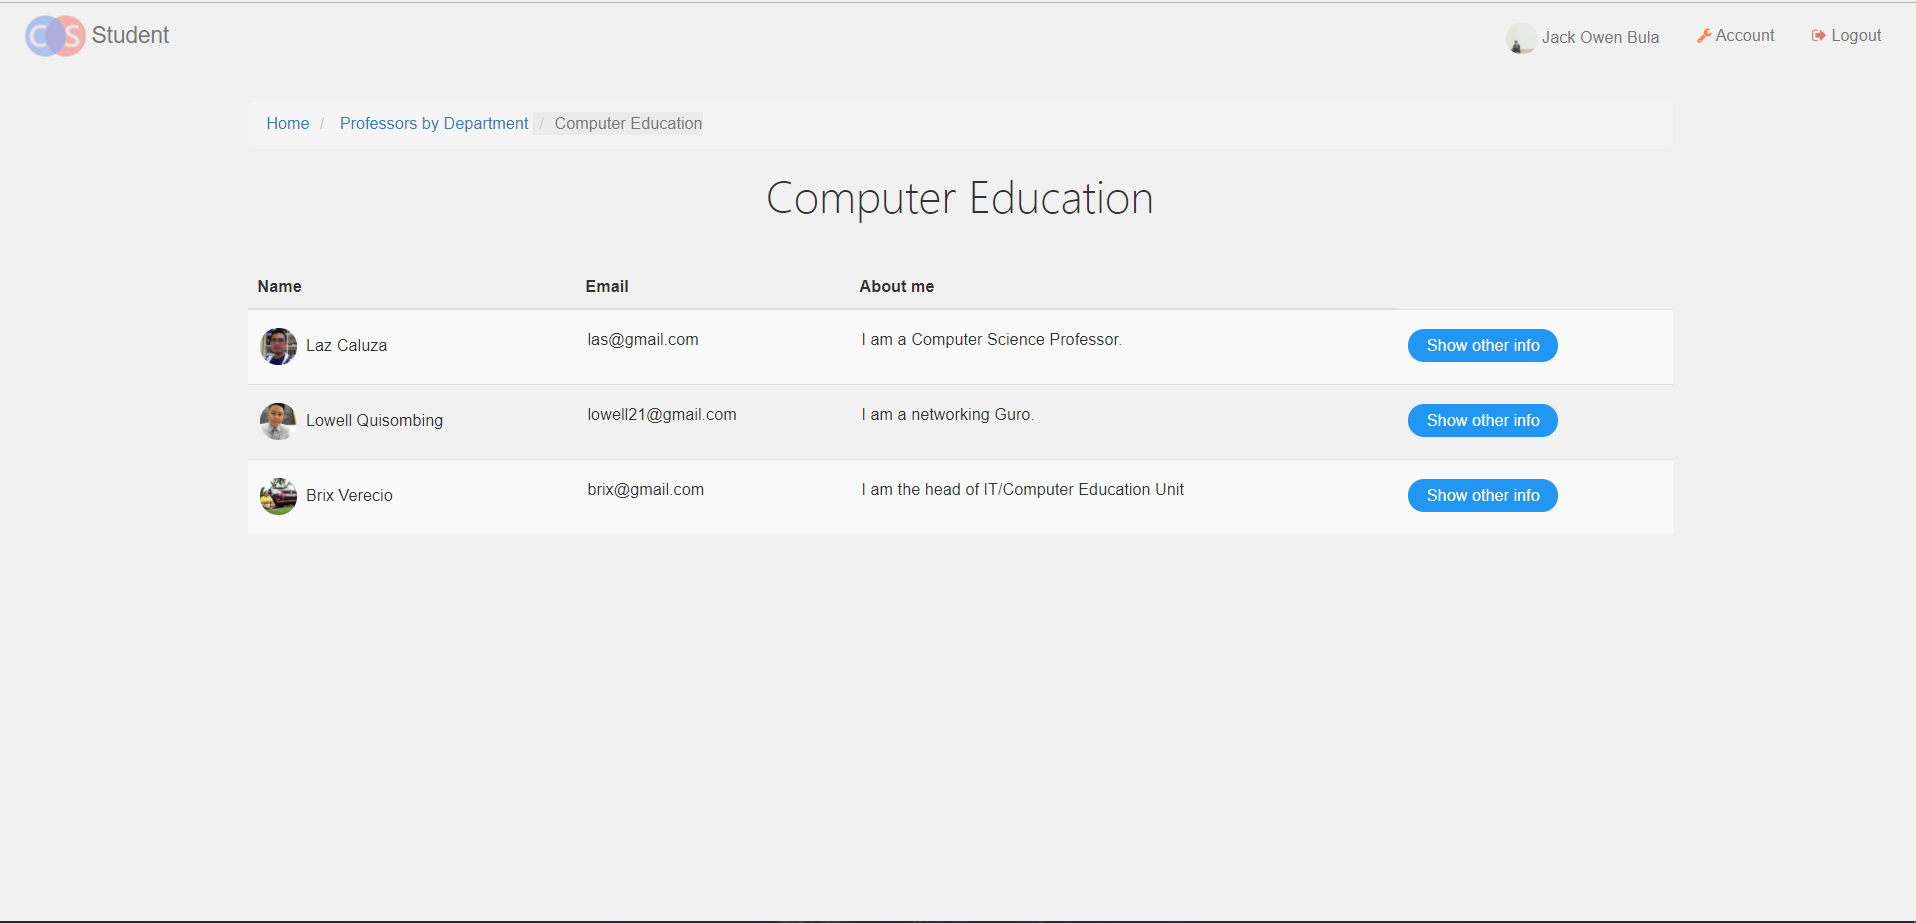 CS Student
Jack Owen Bula
Account
Logout
Home / Professors by Department / Computer Education
Computer Education
Name Email About me
Laz Caluza las@gmail.com I am a Computer Science Professor. Show other info
Lowell Quisombing lowell21@gmail.com I am a networking Guro. Show other info
Brix Verecio brix@gmail.com I am the head of IT/Computer Education Unit Show other info